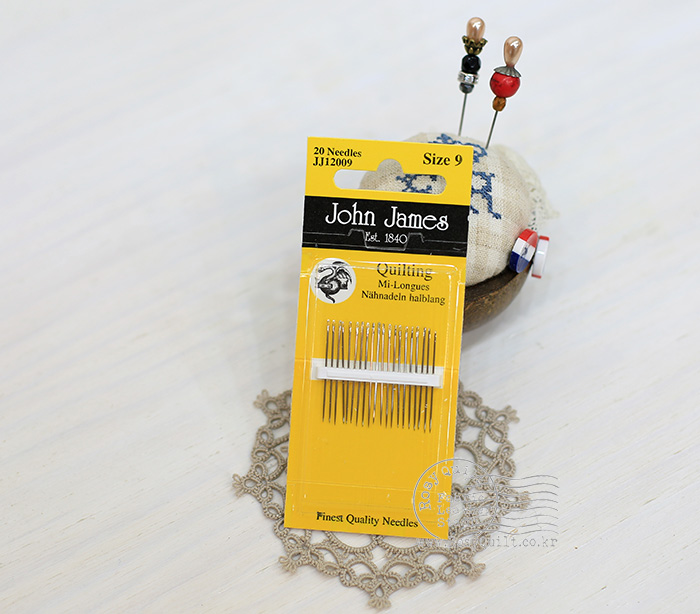 20 Needles
JJ12009
Size 9
John James
Est. 1840
Quilting
Mi-Longues
Nähnadeln halblang
Finest Quality Needles